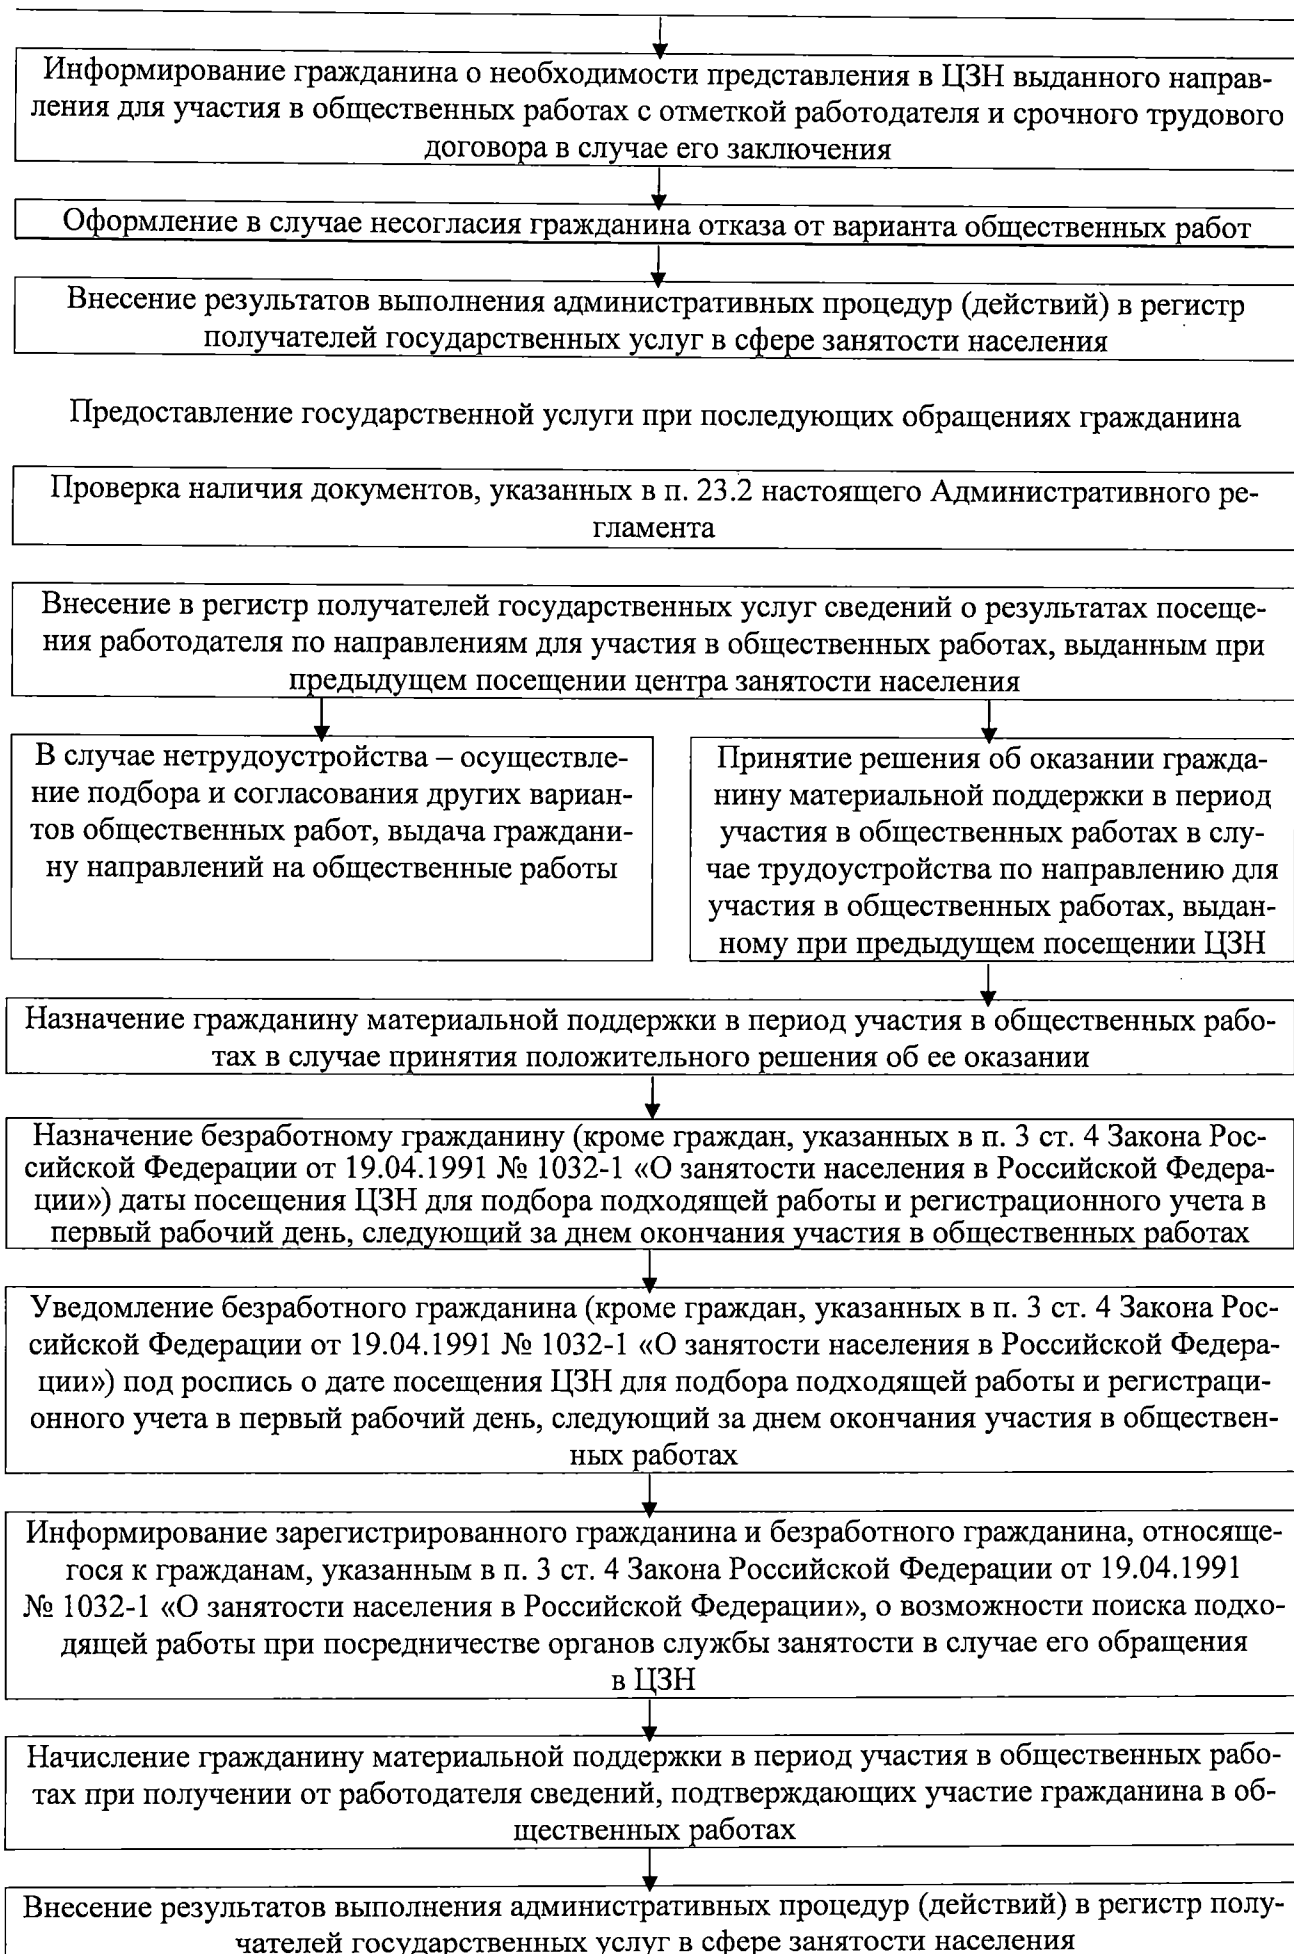 Информирование гражданина о необходимости представления в ЦЗН выданного направ-
ления для участия в общественных работах с отметкой работодателя и срочного трудового
договора в случае его заключения
Оформление в случае несогласия гражданина отказа от варианта общественных работ
Внесение результатов выполнения административных процедур (действий) в регистр
получателей государственных услуг в сфере занятости населения
Предоставление государственной услуги при последующих обращениях гражданина
Проверка наличия документов, указанных в п. 23.2 настоящего Административного ре-
гламента
Внесение в регистр получателей государственных услуг сведений о результатах посеще-
ния работодателя по направлениям для участия в общественных работах, выданным при
предыдущем посещении центра занятости населения
В случае нетрудоустройства – осуществле-
ние подбора и согласования других вариан-
тов общественных работ, выдача граждани-
ну направлений на общественные работы
Принятие решения об оказании гражда-
нину материальной поддержки в период
участия в общественных работах в слу-
чае трудоустройства по направлению для
участия в общественных работах, выдан-
ному при предыдущем посещении ЦЗН
Назначение гражданину материальной поддержки в период участия в общественных рабо-
тах в случае принятия положительного решения об ее оказании
Назначение безработному гражданину (кроме граждан, указанных в п. 3 ст. 4 Закона Рос-
сийской Федерации от 19.04.1991 № 1032-1 «О занятости населения в Российской Федера-
ции») даты посещения ЦЗН для подбора подходящей работы и регистрационного учета в
первый рабочий день, следующий за днем окончания участия в общественных работах
Уведомление безработного гражданина (кроме граждан, указанных в п. 3 ст. 4 Закона Рос-
сийской Федерации от 19.04.1991 № 1032-1 «О занятости населения в Российской Федера-
ции») под роспись о дате посещения ЦЗН для подбора подходящей работы и регистраци-
онного учета в первый рабочий день, следующий за днем окончания участия в обществен-
ных работах
Информирование зарегистрированного гражданина и безработного гражданина, относяще-
гося к гражданам, указанным в п. 3 ст. 4 Закона Российской Федерации от 19.04.1991
№ 1032-1 «О занятости населения в Российской Федерации», о возможности поиска подхо-
дящей работы при посредничестве органов службы занятости в случае его обращения
в ЦЗН
Начисление гражданину материальной поддержки в период участия в общественных рабо-
тах при получении от работодателя сведений, подтверждающих участие гражданина в об-
щественных работах
Внесение результатов выполнения административных процедур (действий) в регистр полу-
чателей государственных услуг в сфере занятости населения